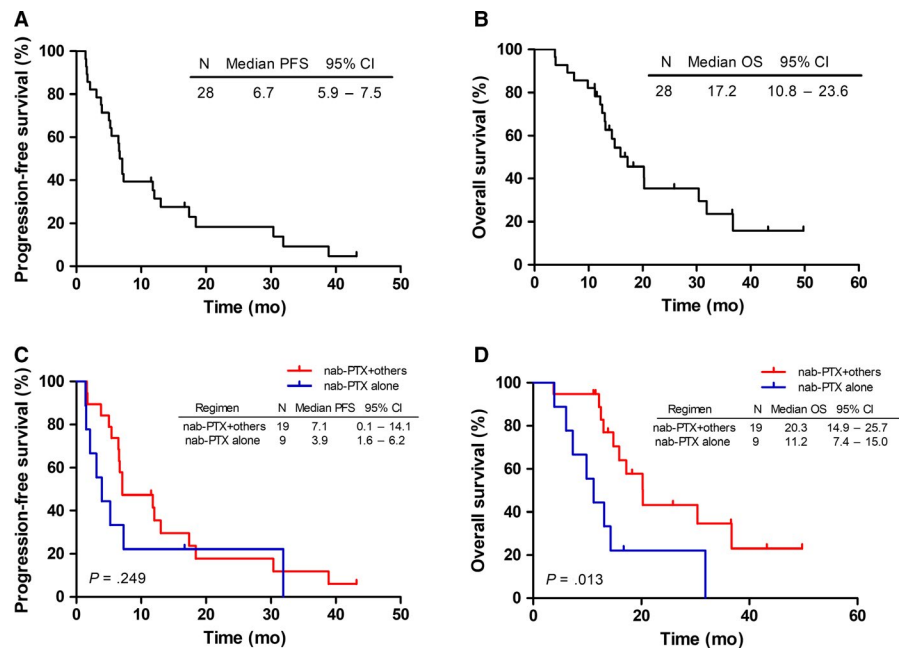 A
Progression-free survival (%)
100
80
60
40
20
0
N Median PFS 95% CI
28 6.7 5.9 – 7.5
0 10 20 30 40 50
Time (mo)
B
Overall survival (%)
100
80
60
40
20
0
N Median OS 95% CI
28 17.2 10.8 – 23.6
0 10 20 30 40 50 60
Time (mo)
C
Progression-free survival (%)
100
80
60
40
20
0
nab-PTX+others
nab-PTX alone
Regimen N Median PFS 95% CI
nab-PTX+others 19 7.1 0.1 – 14.1
nab-PTX alone 9 3.9 1.6 – 6.2
P = .249
0 10 20 30 40 50
Time (mo)
D
Overall survival (%)
100
80
60
40
20
0
nab-PTX+others
nab-PTX alone
Regimen N Median OS 95% CI
nab-PTX+others 19 20.3 14.9 – 25.7
nab-PTX alone 9 11.2 7.4 – 15.0
P = .013
0 20 40 60
Time (mo)